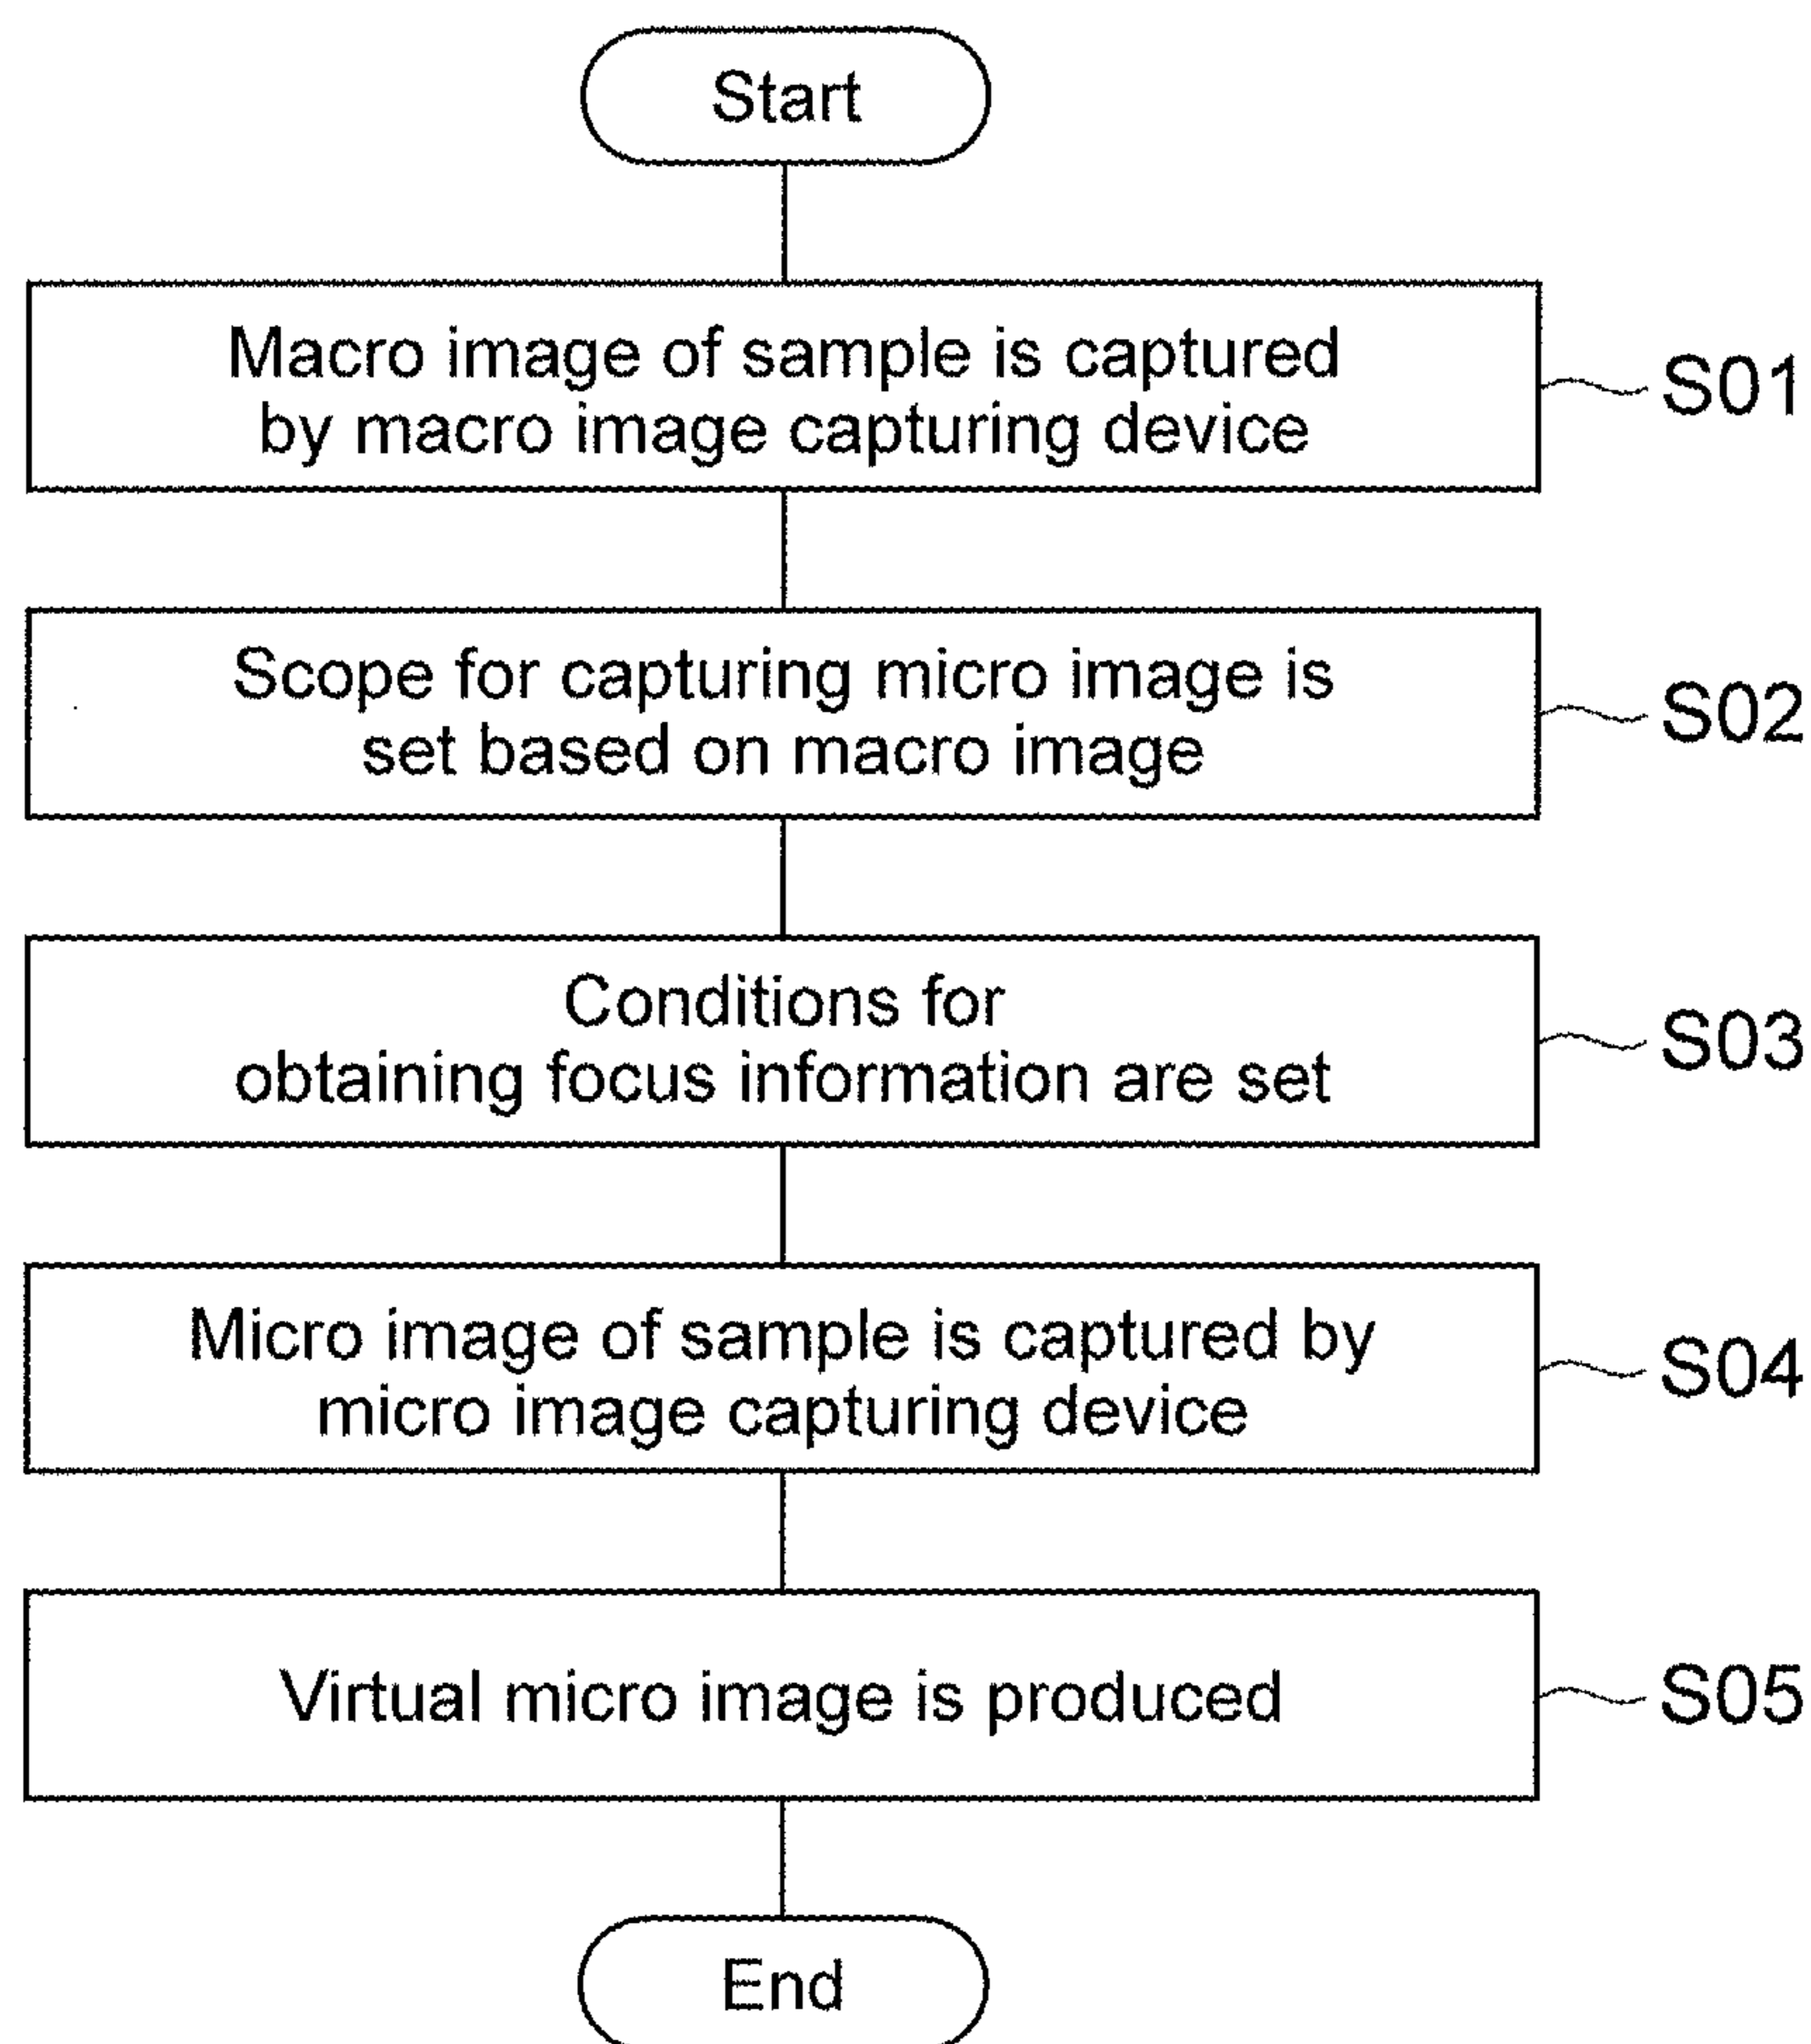 Start
Macro image of sample is captured
by macro image capturing device
S01
Scope for capturing micro image is
set based on macro image
S02
Conditions for
obtaining focus information are set
S03
Micro image of sample is captured by
micro image capturing device
S04
Virtual micro image is produced
S05
End